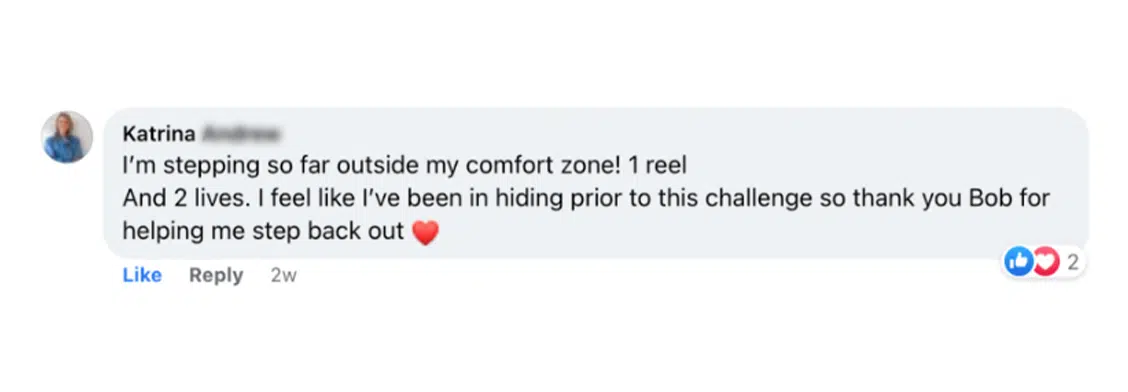 Katrina
I’m stepping so far outside my comfort zone! 1 reel
And 2 lives. I feel like I’ve been in hiding prior to this challenge so thank you Bob for
helping me step back out ❤️
Like Reply 2w
2